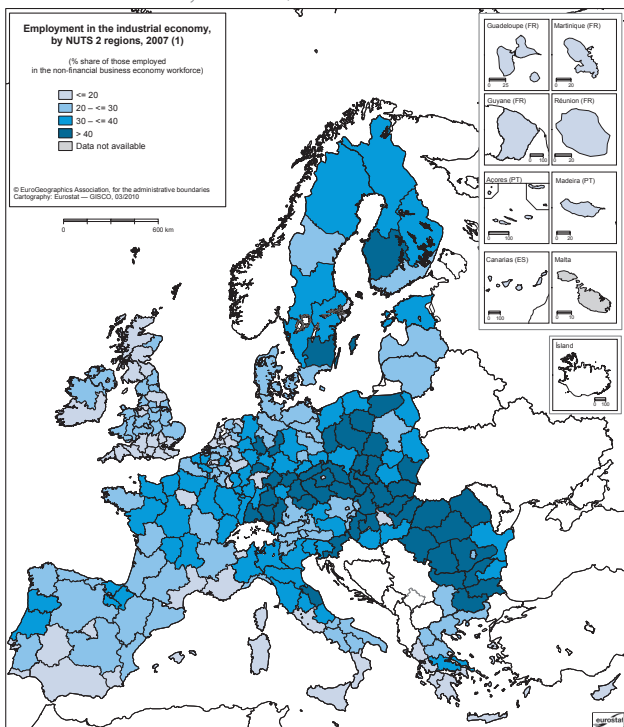 Employment in the industrial economy,
by NUTS 2 regions, 2007 (1)
(% share of those employed
in the non-financial business economy workforce)
<= 20
20 – <= 30
30 – <= 40
> 40
Data not available
© EuroGeographics Association, for the administrative boundaries
Cartography: Eurostat — GISCO, 03/2010
0 600 km
Guadeloupe (FR)
0 25
Martinique (FR)
0 20
Guyane (FR)
0 100
Réunion (FR)
0 20
Açores (PT)
0 100
Madeira (PT)
0 20
Canarias (ES)
0 100
Malta
0 10
Ísland
0 100
eurostat